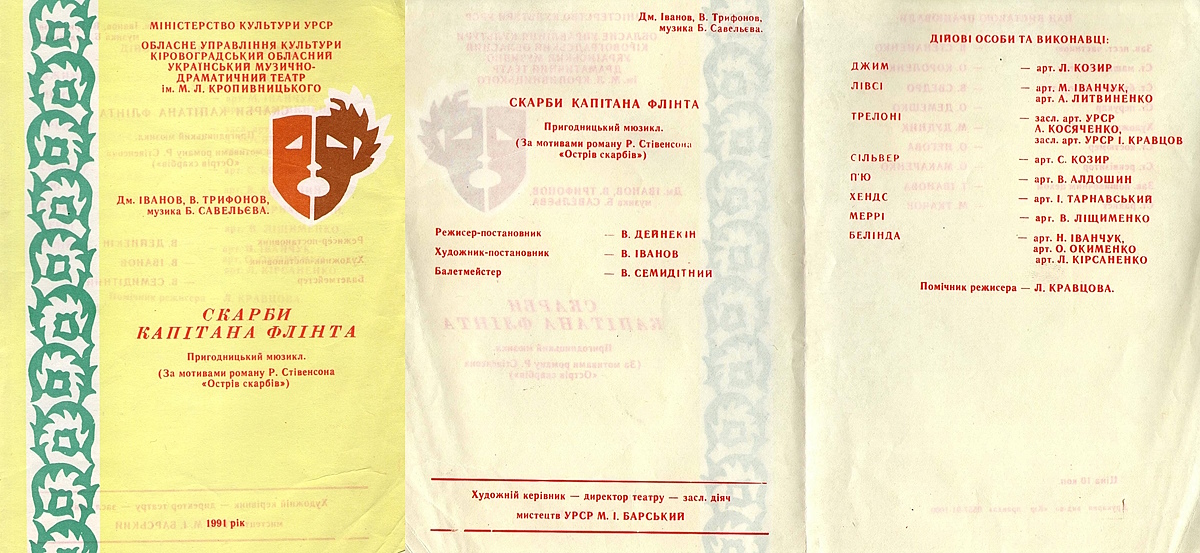 МІНІСТЕРСТВО КУЛЬТУРИ УРСР
ОБЛАСНЕ УПРАВЛІННЯ КУЛЬТУРИ
КІРОВОГРАДСЬКИЙ ОБЛАСНИЙ
УКРАЇНСЬКИЙ МУЗИЧНО-
ДРАМАТИЧНИЙ ТЕАТР
ім. М. Л. КРОПИВНИЦЬКОГО
Дм. ІВАНОВ, В. ТРИФОНОВ,
музика Б. САВЕЛЬЄВА.
СКАРБИ
КАПІТАНА ФЛІНТА
Пригодницький мюзикл.
(За мотивами роману Р. Стівенсона
«Острів скарбів»)
1991 рік
Дм. Іванов, В. Трифонов,
музика Б. Савельєва.
СКАРБИ КАПІТАНА ФЛІНТА
Пригодницький мюзикл.
(За мотивами роману Р. Стівенсона
«Острів скарбів»)
Режисер-постановник — В. ДЕЙНЕКІН
Художник-постановник — В. ІВАНОВ
Балетмейстер — В. СЕМИДІТНИЙ
Художній керівник — директор театру — засл. діяч
мистецтв УРСР М. І. БАРСЬКИЙ
ДІЙОВІ ОСОБИ ТА ВИКОНАВЦІ:
ДЖИМ — арт. Л. КОЗИР
ЛІВСІ — арт. М. ІВАНЧУК,
арт. А. ЛИТВИНЕНКО
ТРЕЛОНІ — засл. арт. УРСР
А. КОСЯЧЕНКО,
засл. арт. УРСР І. КРАВЦОВ
СІЛЬВЕР — арт. С. КОЗИР
П'Ю — арт. В. АЛДОШИН
ХЕНДС — арт. І. ТАРНАВСЬКИЙ
МЕРРІ — арт. В. ЛІЩИМЕНКО
БЕЛІНДА — арт. Н. ІВАНЧУК,
арт. О. ОКИМЕНКО
арт. Л. КІРСАНЕНКО
Помічник режисера — Л. КРАВЦОВА.